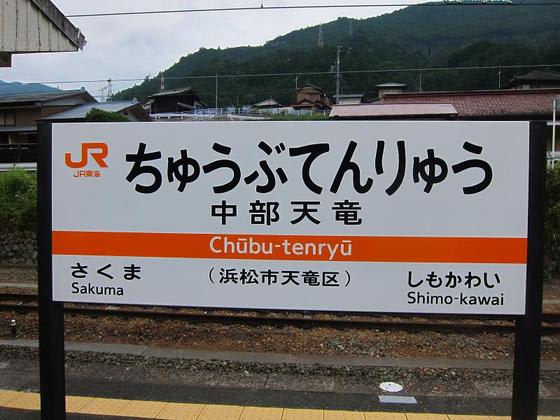 JR
JR東海
ちゅうぶてんりゅう
中部天竜
Chūbu-tenryū
さくま
Sakuma
（浜松市天竜区）
しもかわい
Shimo-kawai